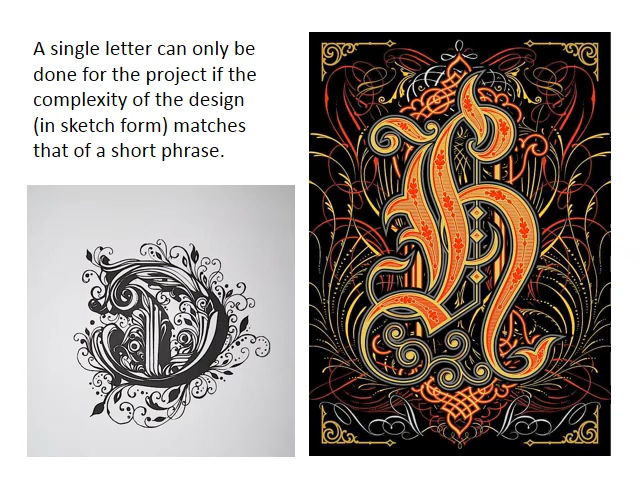 A single letter can only be
done for the project if the
complexity of the design
(in sketch form) matches
that of a short phrase.